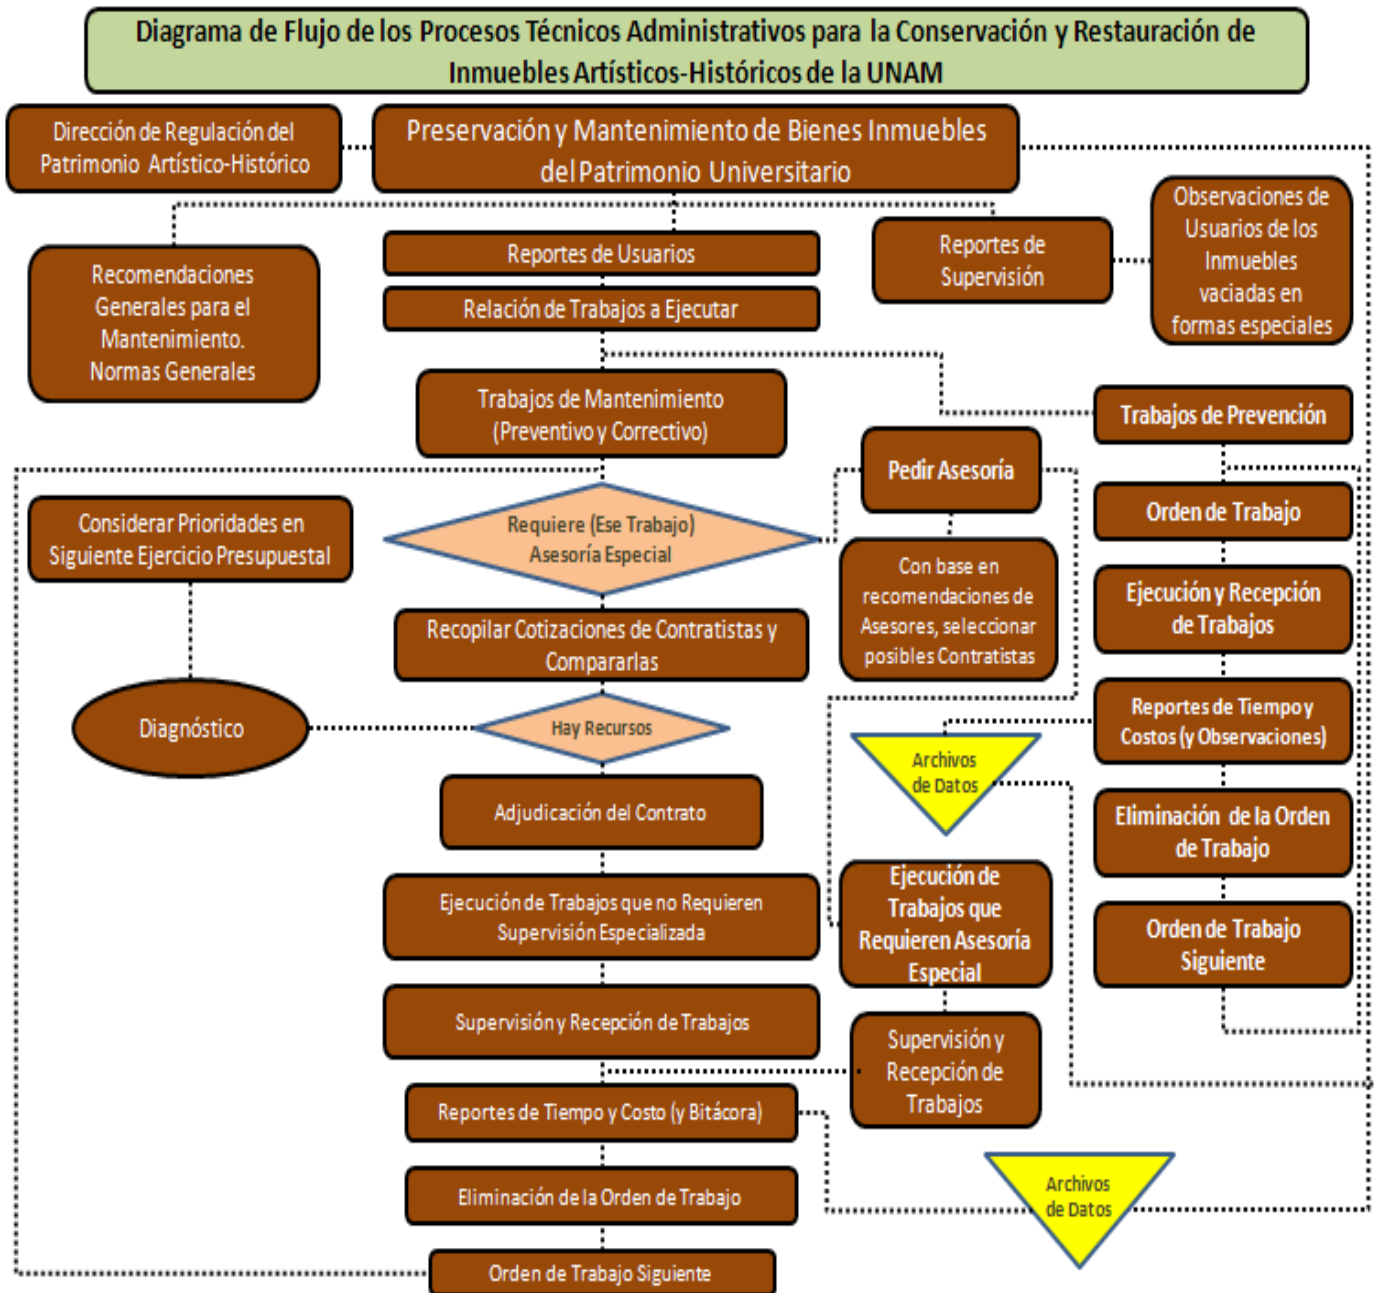 Diagrama de Flujo de los Procesos Técnicos Administrativos para la Conservación y Restauración de
Inmuebles Artísticos-Históricos de la UNAM
Dirección de Regulación del
Patrimonio Artístico-Histórico
Preservación y Mantenimiento de Bienes Inmuebles
del Patrimonio Universitario
Recomendaciones
Generales para el
Mantenimiento.
Normas Generales
Reportes de Usuarios
Relación de Trabajos a Ejecutar
Reportes de
Supervisión
Observaciones de
Usuarios de los
Inmuebles
vaciadas en
formas especiales
Trabajos de Mantenimiento
(Preventivo y Correctivo)
Trabajos de Prevención
Pedir Asesoría
Considerar Prioridades en
Siguiente Ejercicio Presupuestal
Requiere (Ese Trabajo)
Asesoría Especial
Orden de Trabajo
Con base en
recomendaciones de
Asesores, seleccionar
posibles Contratistas
Ejecución y Recepción
de Trabajos
Recopilar Cotizaciones de Contratistas y
Compararlas
Diagnóstico
Hay Recursos
Reportes de Tiempo y
Costos (y Observaciones)
Archivos
de Datos
Adjudicación del Contrato
Eliminación de la Orden
de Trabajo
Ejecución de Trabajos que no Requieren
Supervisión Especializada
Ejecución de
Trabajos que
Requieren Asesoría
Especial
Orden de Trabajo
Siguiente
Supervisión y Recepción de Trabajos
Supervisión y
Recepción de
Trabajos
Reportes de Tiempo y Costo (y Bitácora)
Archivos
de Datos
Eliminación de la Orden de Trabajo
Orden de Trabajo Siguiente